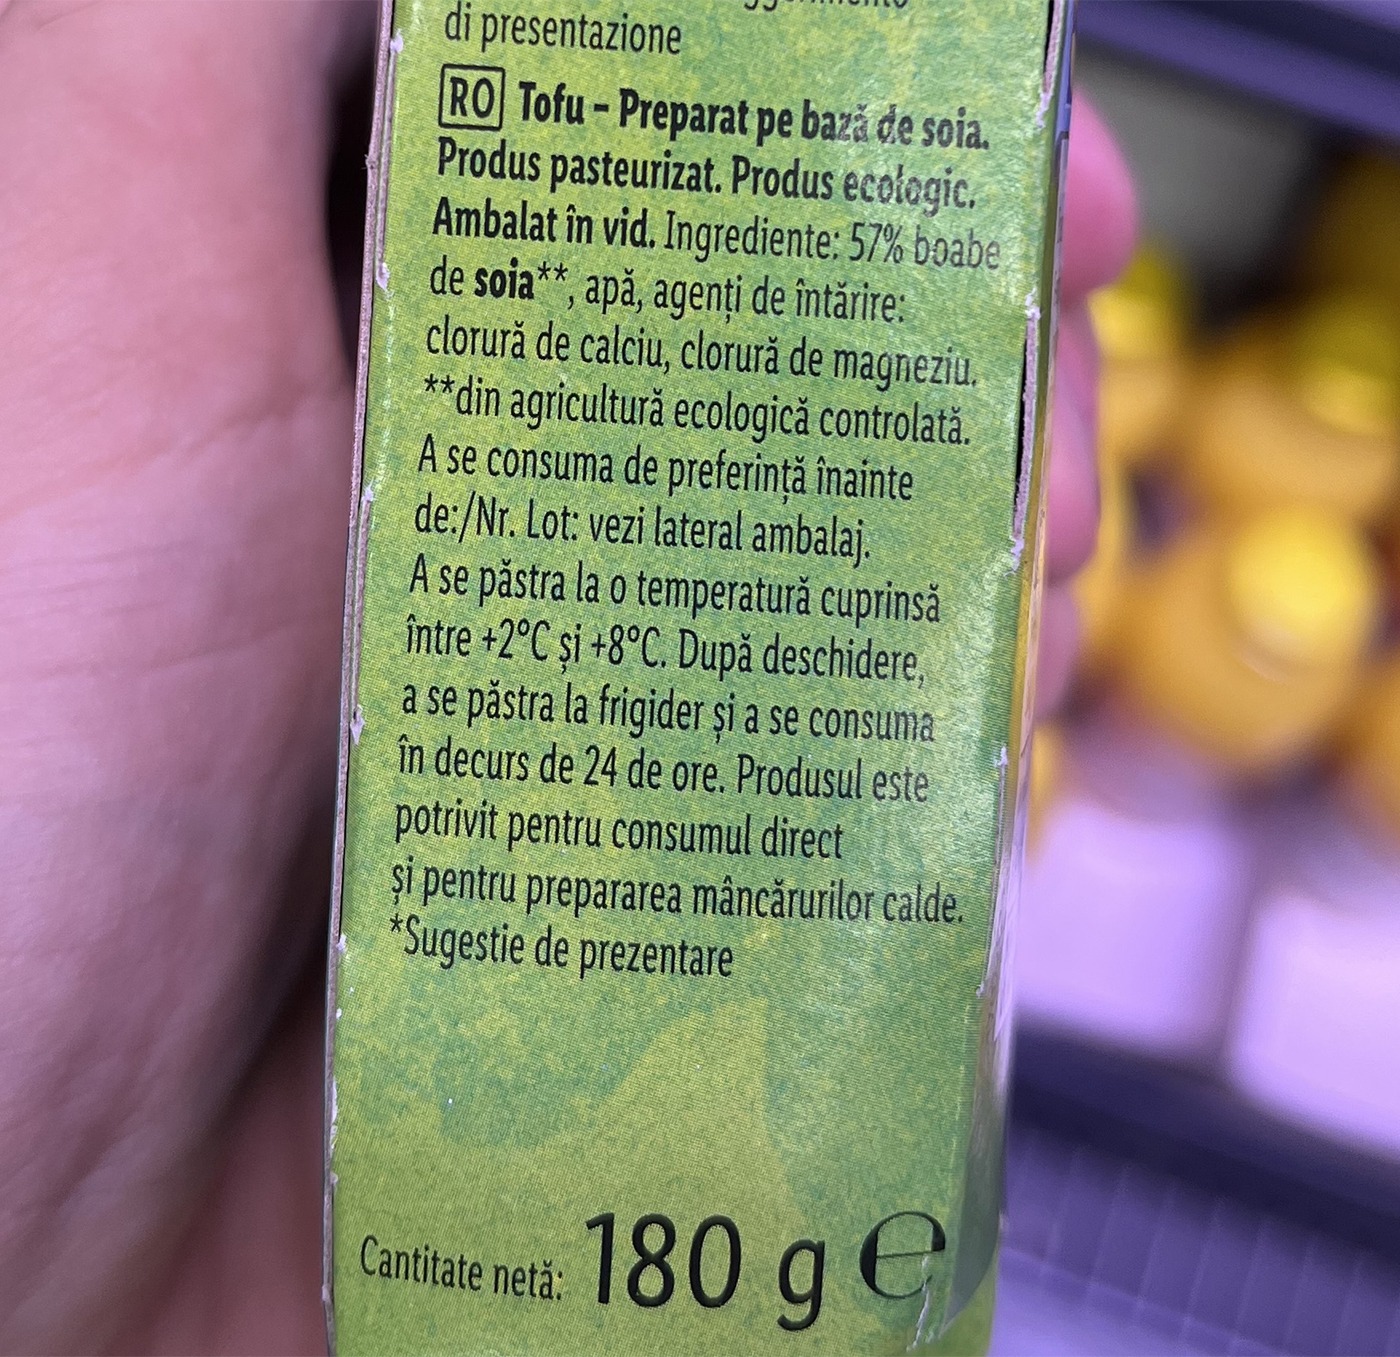 di presentazione
RO Tofu – Preparat pe bază de soia.
Produs pasteurizat. Produs ecologic.
Ambalat în vid. Ingrediente: 57% boabe
de soia**, apă, agenți de întărire:
clorură de calciu, clorură de magneziu.
**din agricultură ecologică controlată.
A se consuma de preferință înainte
de:/Nr. Lot: vezi lateral ambalaj.
A se păstra la o temperatură cuprinsă
între +2°C și +8°C. După deschidere,
a se păstra la frigider și a se consuma
în decurs de 24 de ore. Produsul este
potrivit pentru consumul direct
și pentru prepararea mâncărurilor calde.
*Sugestie de prezentare
Cantitate netă: 180 g e